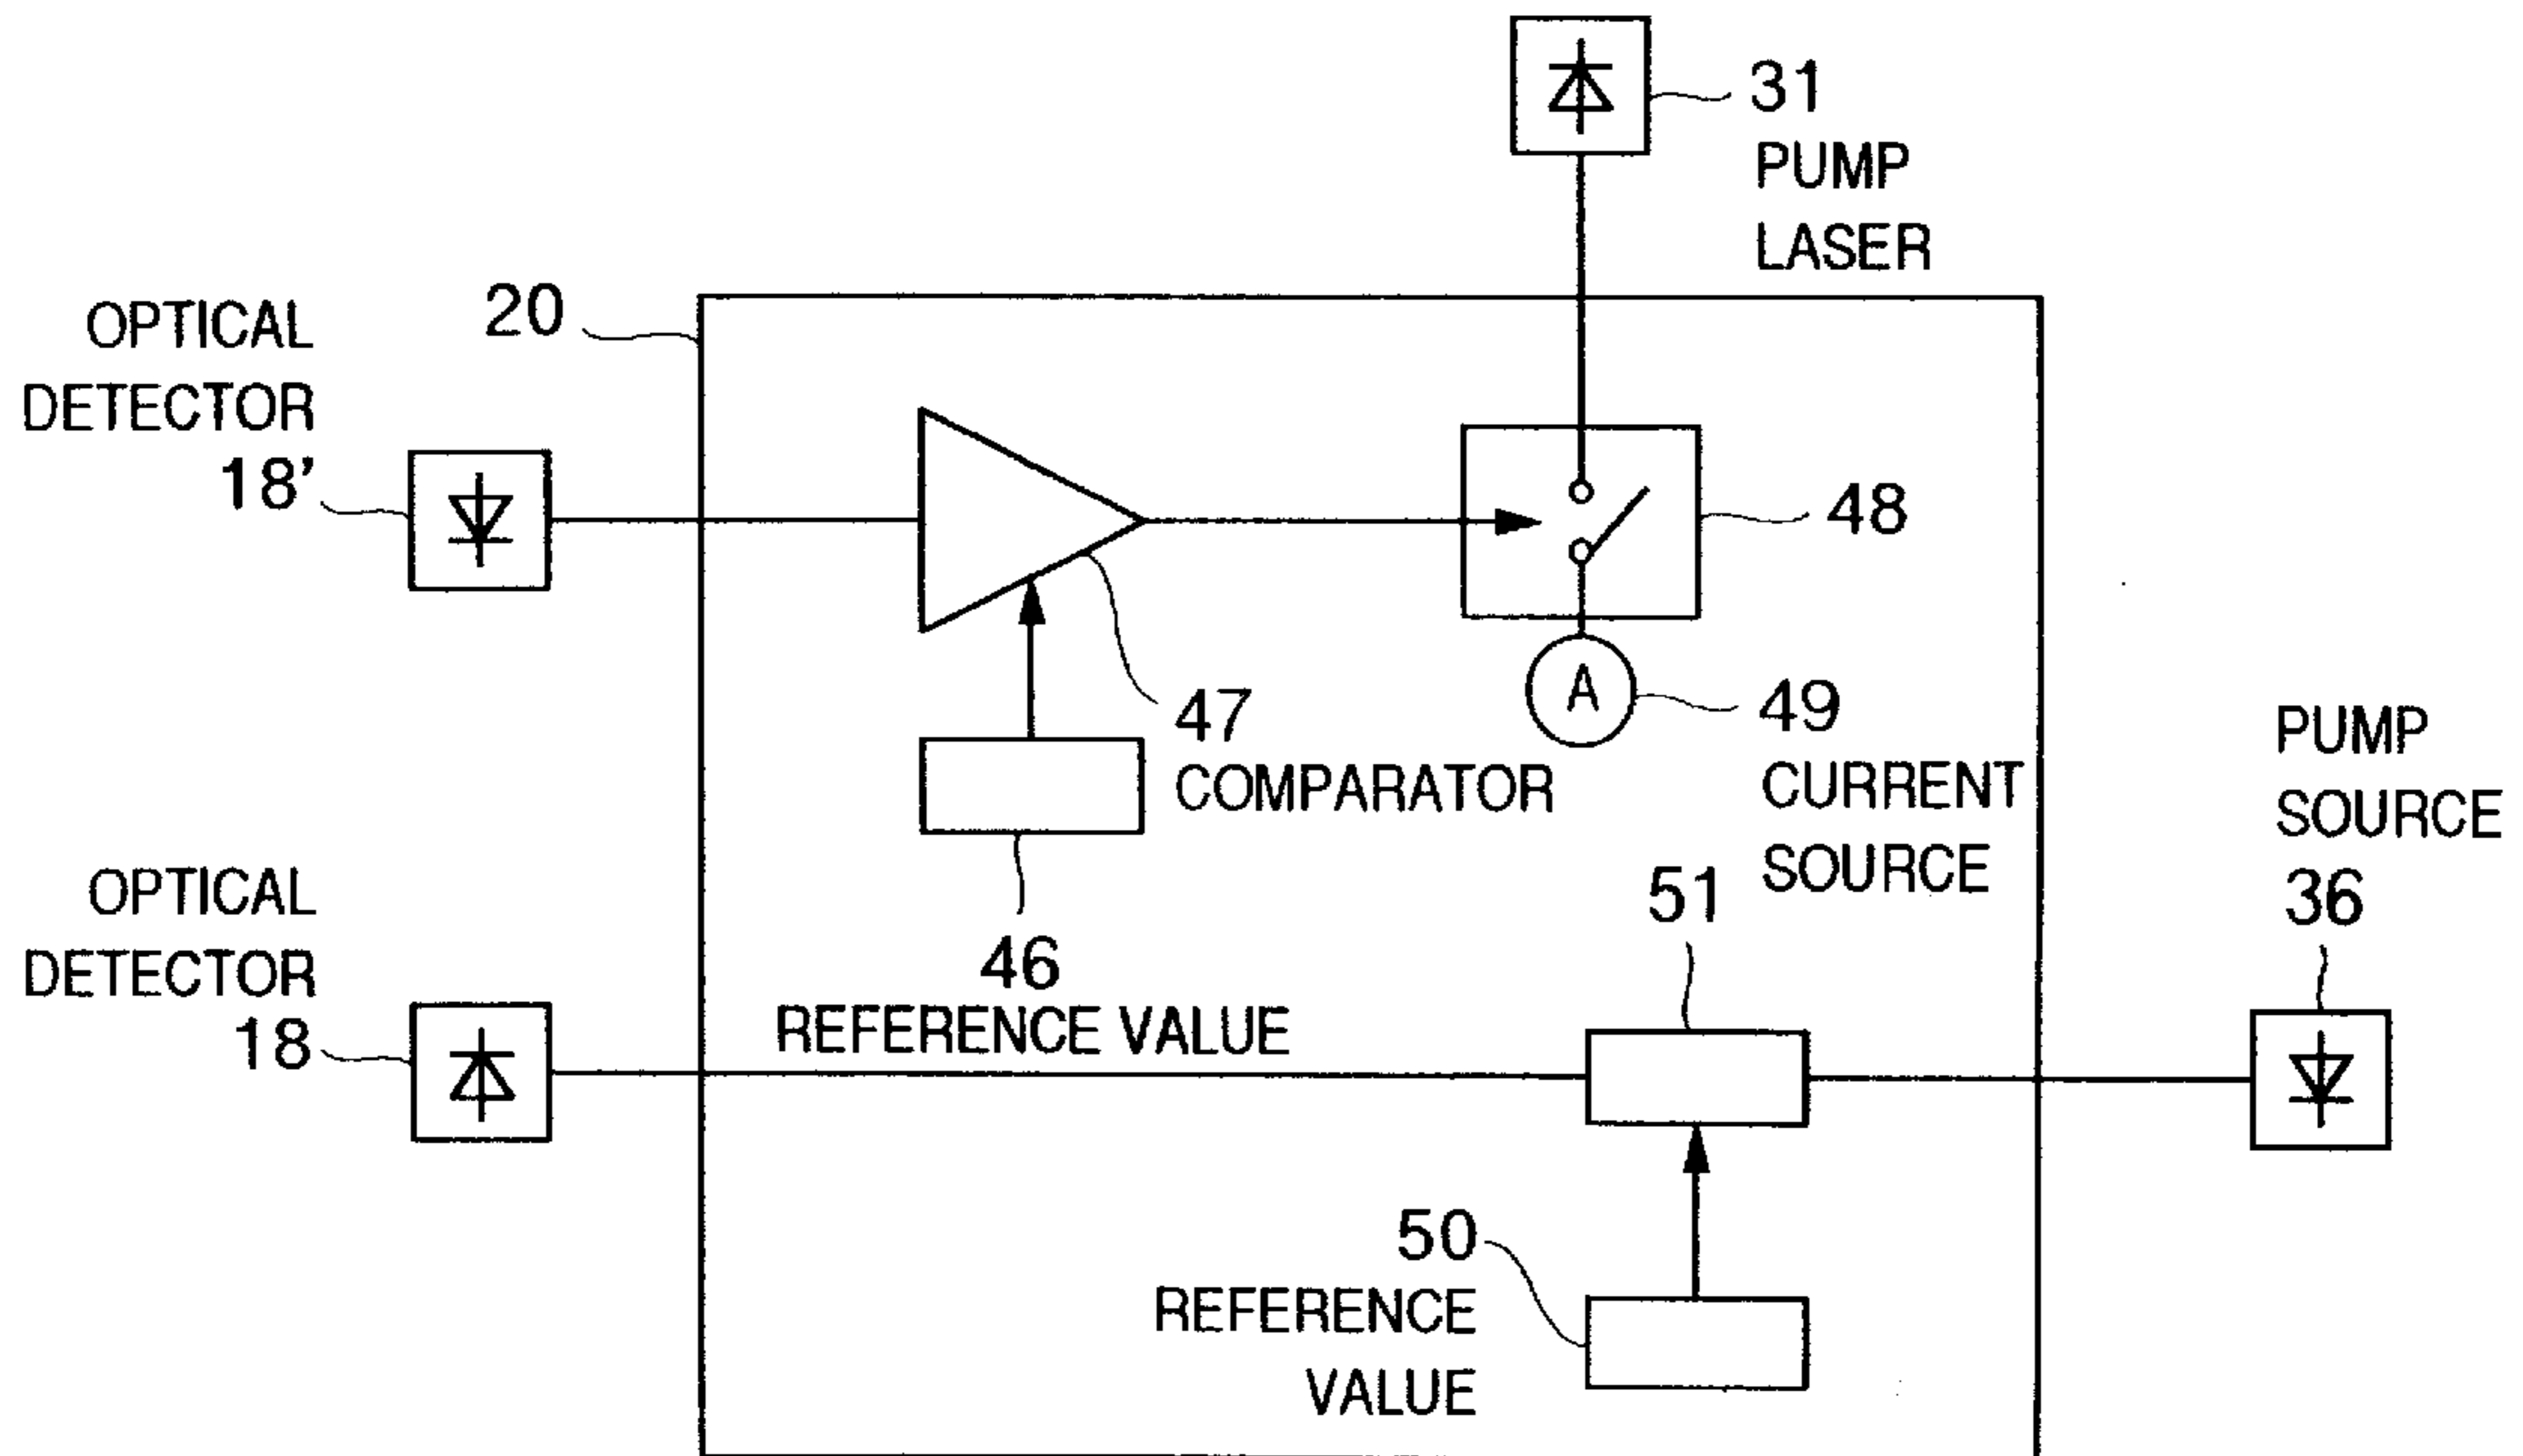 31
PUMP
LASER
20
OPTICAL
DETECTOR
18’
48
A
49
CURRENT
SOURCE
47
COMPARATOR
46
REFERENCE VALUE
PUMP
SOURCE
36
51
OPTICAL
DETECTOR
18
50
REFERENCE
VALUE